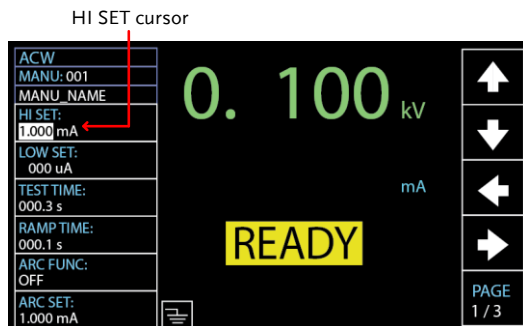 HI SET cursor
ACW
MANU: 001
MANU_NAME
HI SET:
1.000 mA
LOW SET:
000 uA
TEST TIME:
000.3 s
RAMP TIME:
000.1 s
ARC FUNC:
OFF
ARC SET:
1.000 mA
0. 100 kV
mA
READY
PAGE
1 / 3